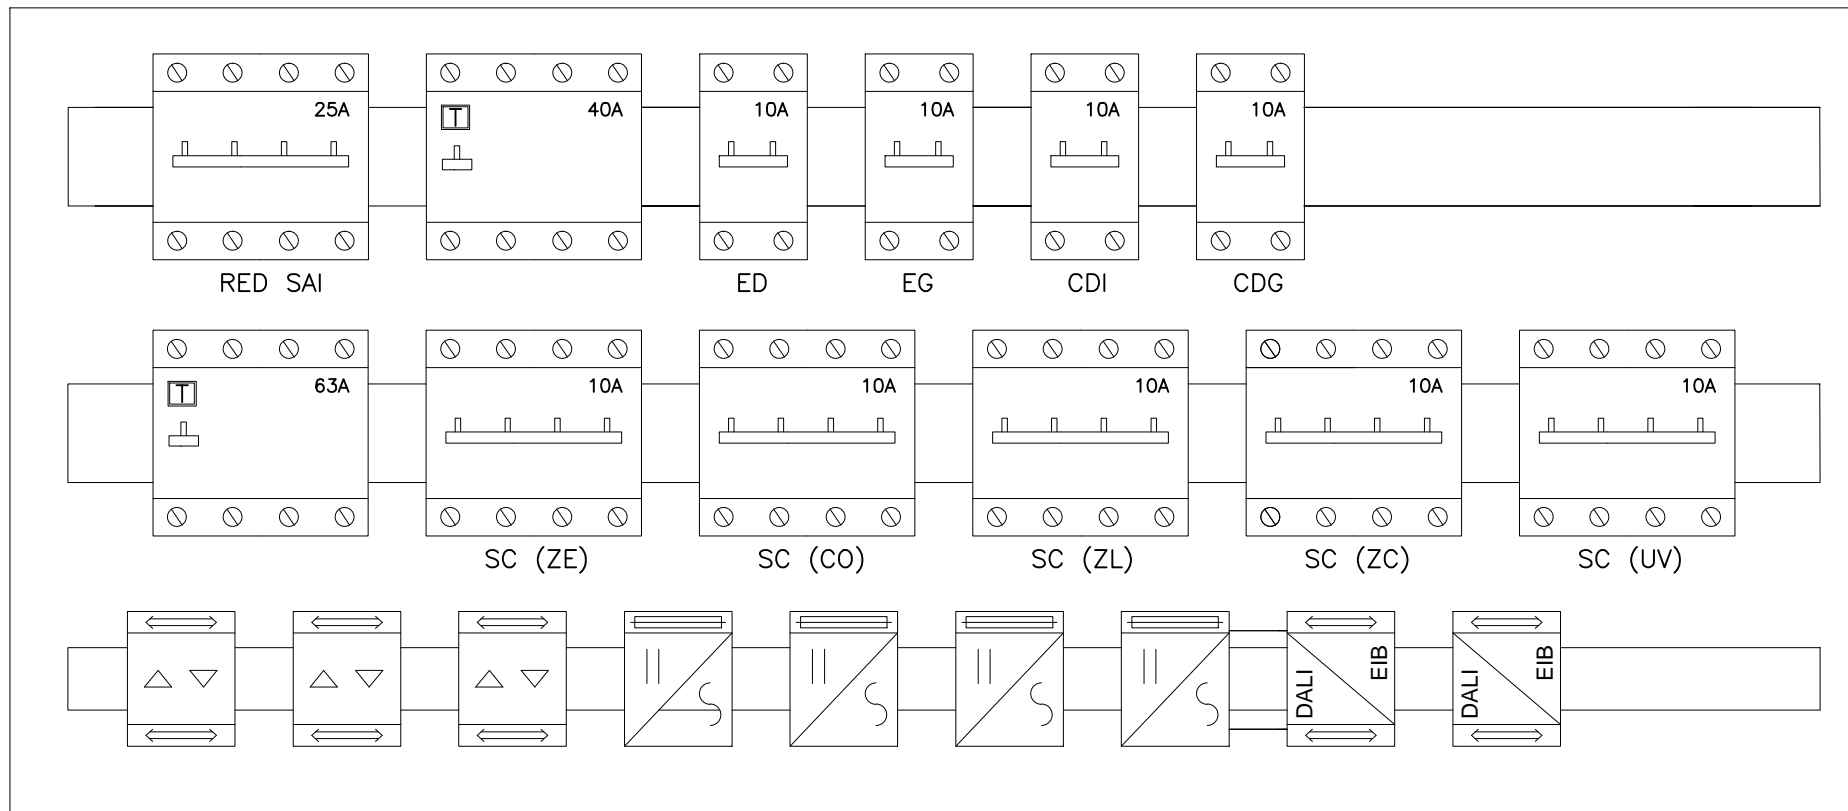 25A
T
40A
10A
10A
10A
10A
RED SAI
ED
EG
CDI
CDG
T
63A
10A
10A
10A
10A
10A
SC (ZE)
SC (CO)
SC (ZL)
SC (ZC)
SC (UV)
DALI
EIB
DALI
EIB